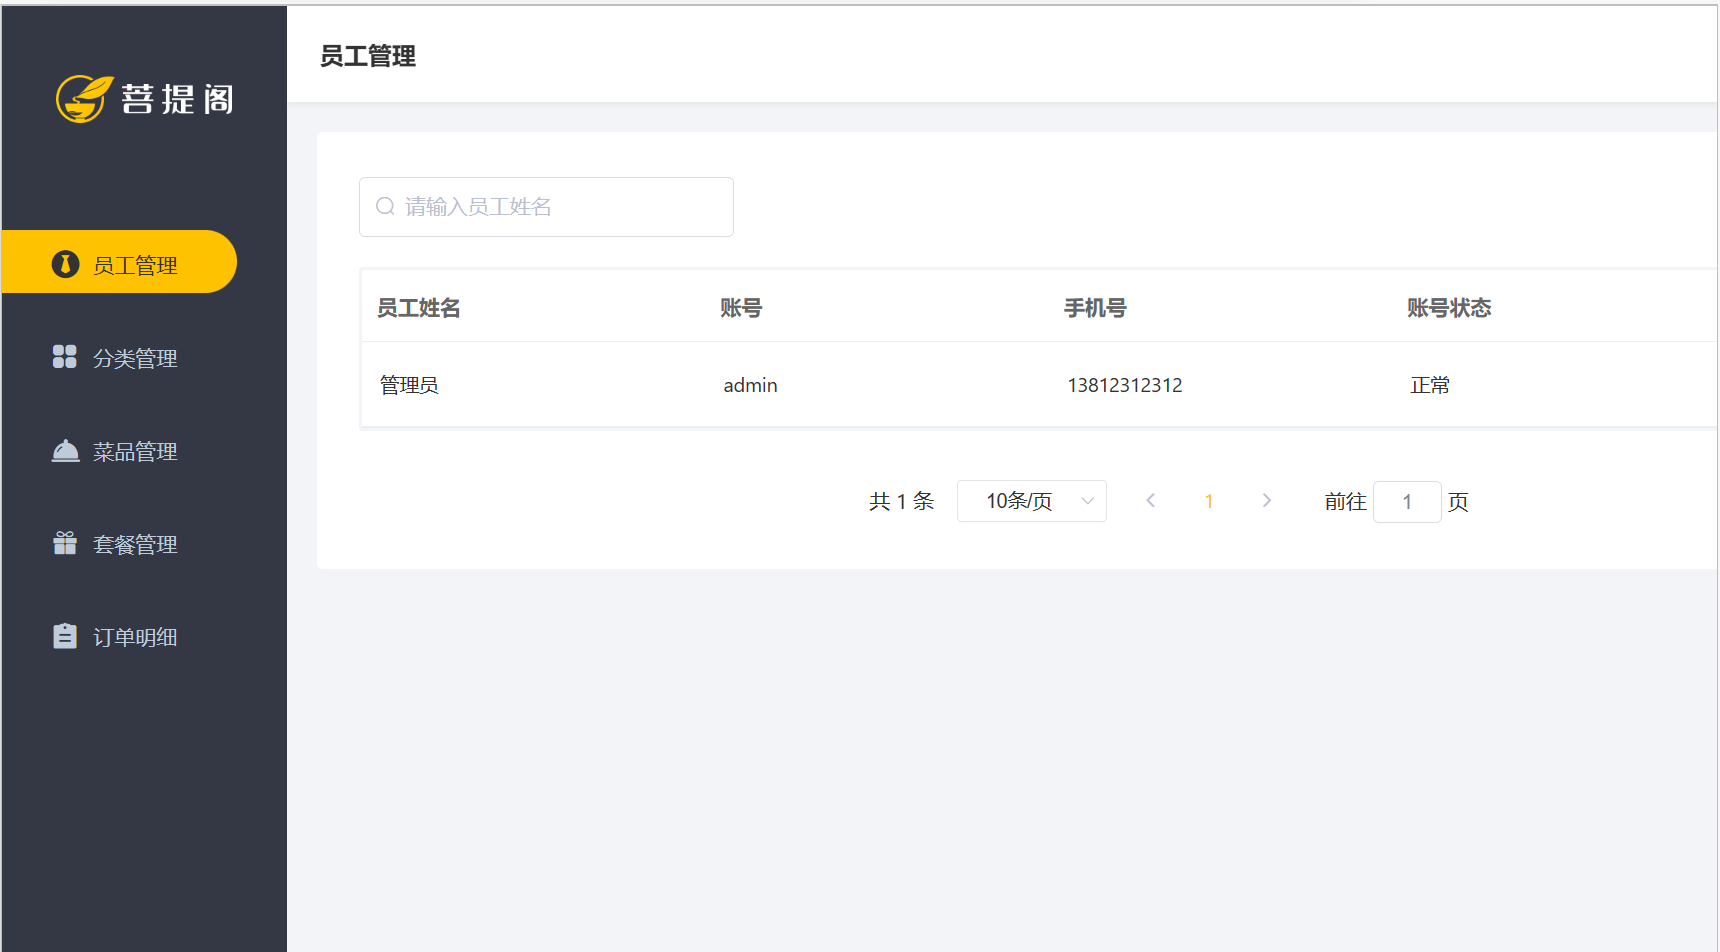 菩提阁
员工管理
分类管理
菜品管理
套餐管理
订单明细
员工管理
请输入员工姓名
员工姓名 账号 手机号 账号状态
管理员 admin 13812312312 正常
共 1 条 10条/页 1 前往 1 页